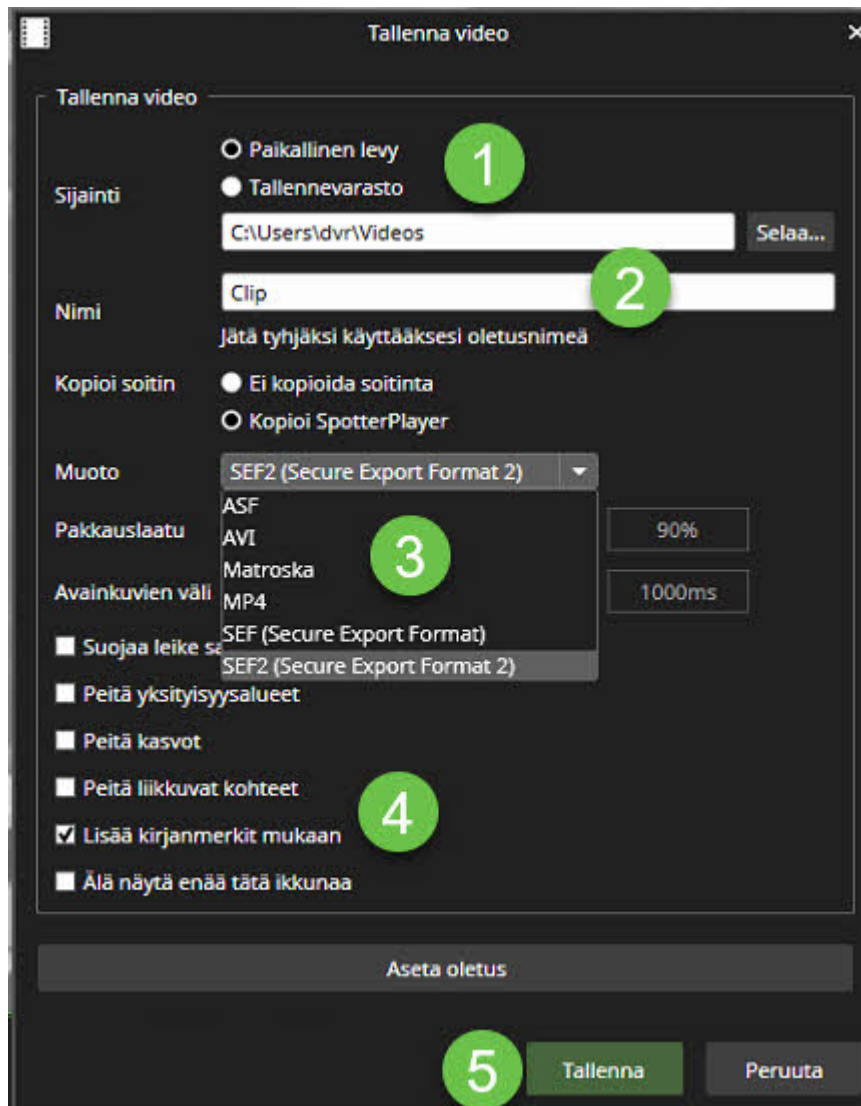 Tallenna video
Tallenna video
Paikallinen levy
1
Sijainti
Tallennevarasto
C:\Users\dvr\Videos
Selaa...
Clip
2
Nimi
Jätä tyhjäksi käyttääksesi oletusnimeä
Kopioi soitin
Ei kopioida soitinta
Kopioi SpotterPlayer
Muoto
SEF2 (Secure Export Format 2)
ASF
Pakkauslaatu
AVI
90%
3
Matroska
Avainkuvien väli
MP4
1000ms
Suojaa leike
SEF (Secure Export Format)
SEF2 (Secure Export Format 2)
Peitä yksityisyysalueet
Peitä kasvot
Peitä liikkuvat kohteet
4
Lisää kirjanmerkit mukaan
Älä näytä enää tätä ikkunaa
Aseta oletus
5
Tallenna
Peruuta